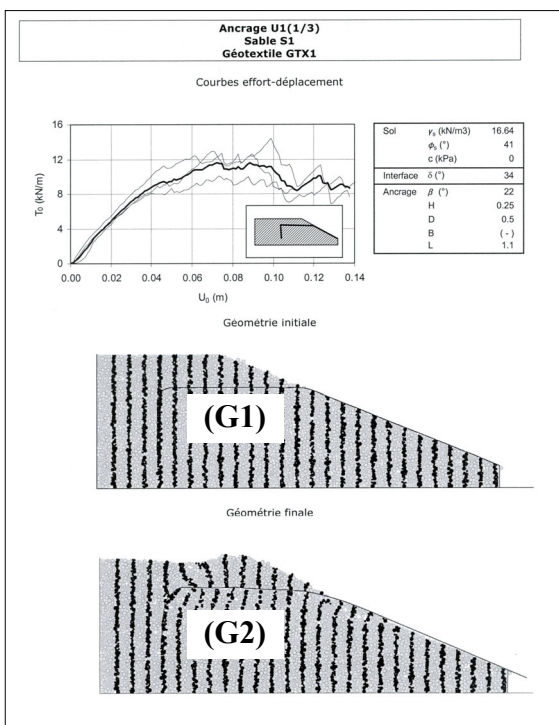 Ancrage U1(1/3)
Sable S1
Géotextile GTX1
Courbes effort-déplacement
16
12
8
4
0
T₀ (kN/m)
0.00 0.02 0.04 0.06 0.08 0.10 0.12 0.14
U₀ (m)
Sol γₛ (kN/m3) 16.64
ϕₛ (°) 41
c (kPa) 0
Interface δ (°) 34
Ancrage β (°) 22
H 0.25
D 0.5
B (-)
L 1.1
Géométrie initiale
(G1)
Géométrie finale
(G2)